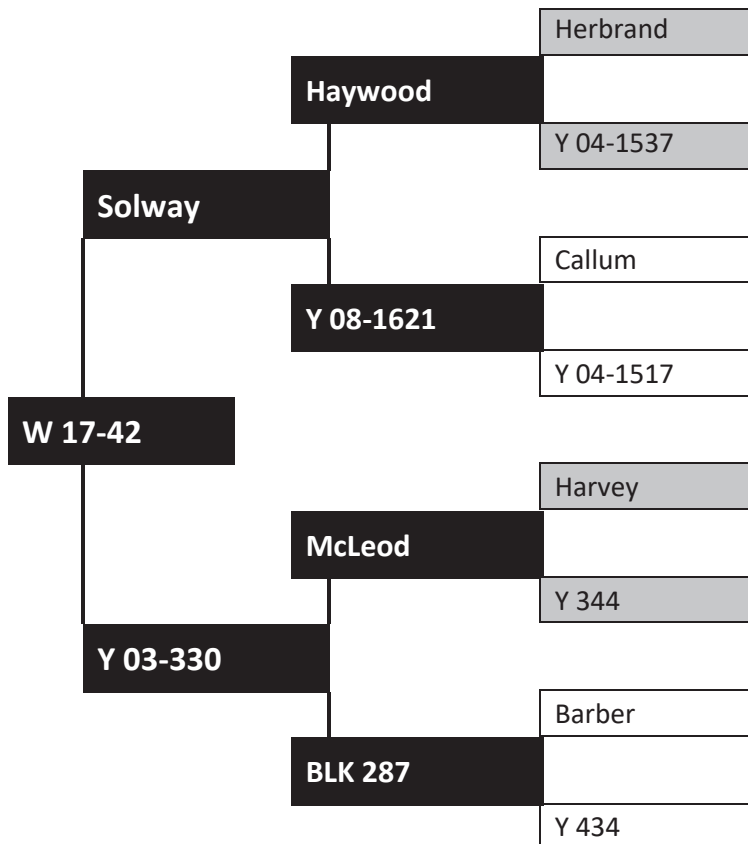 Herbrand
Haywood
Y 04-1537
Solway
Callum
Y 08-1621
Y 04-1517
W 17-42
Harvey
McLeod
Y 344
Y 03-330
Barber
BLK 287
Y 434